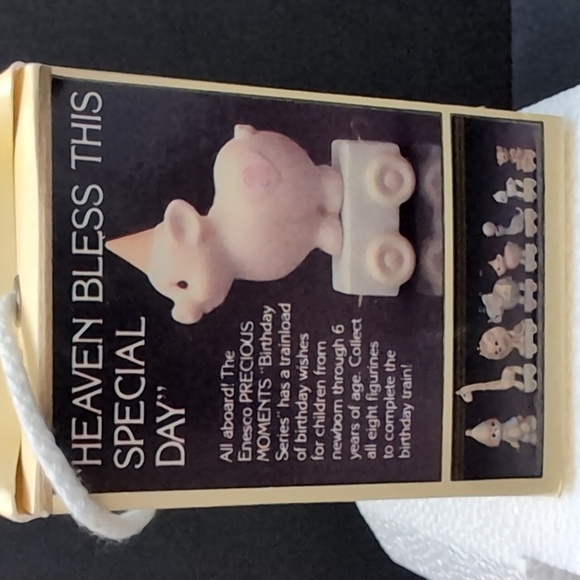 "HEAVEN BLESS THIS
SPECIAL
DAY"
All aboard! The
Enesco PRECIOUS
MOMENTS "Birthday
Series" has a trainload
of birthday wishes
for children from
newborn through 6
years of age. Collect
all eight figurines
to complete the
birthday train!